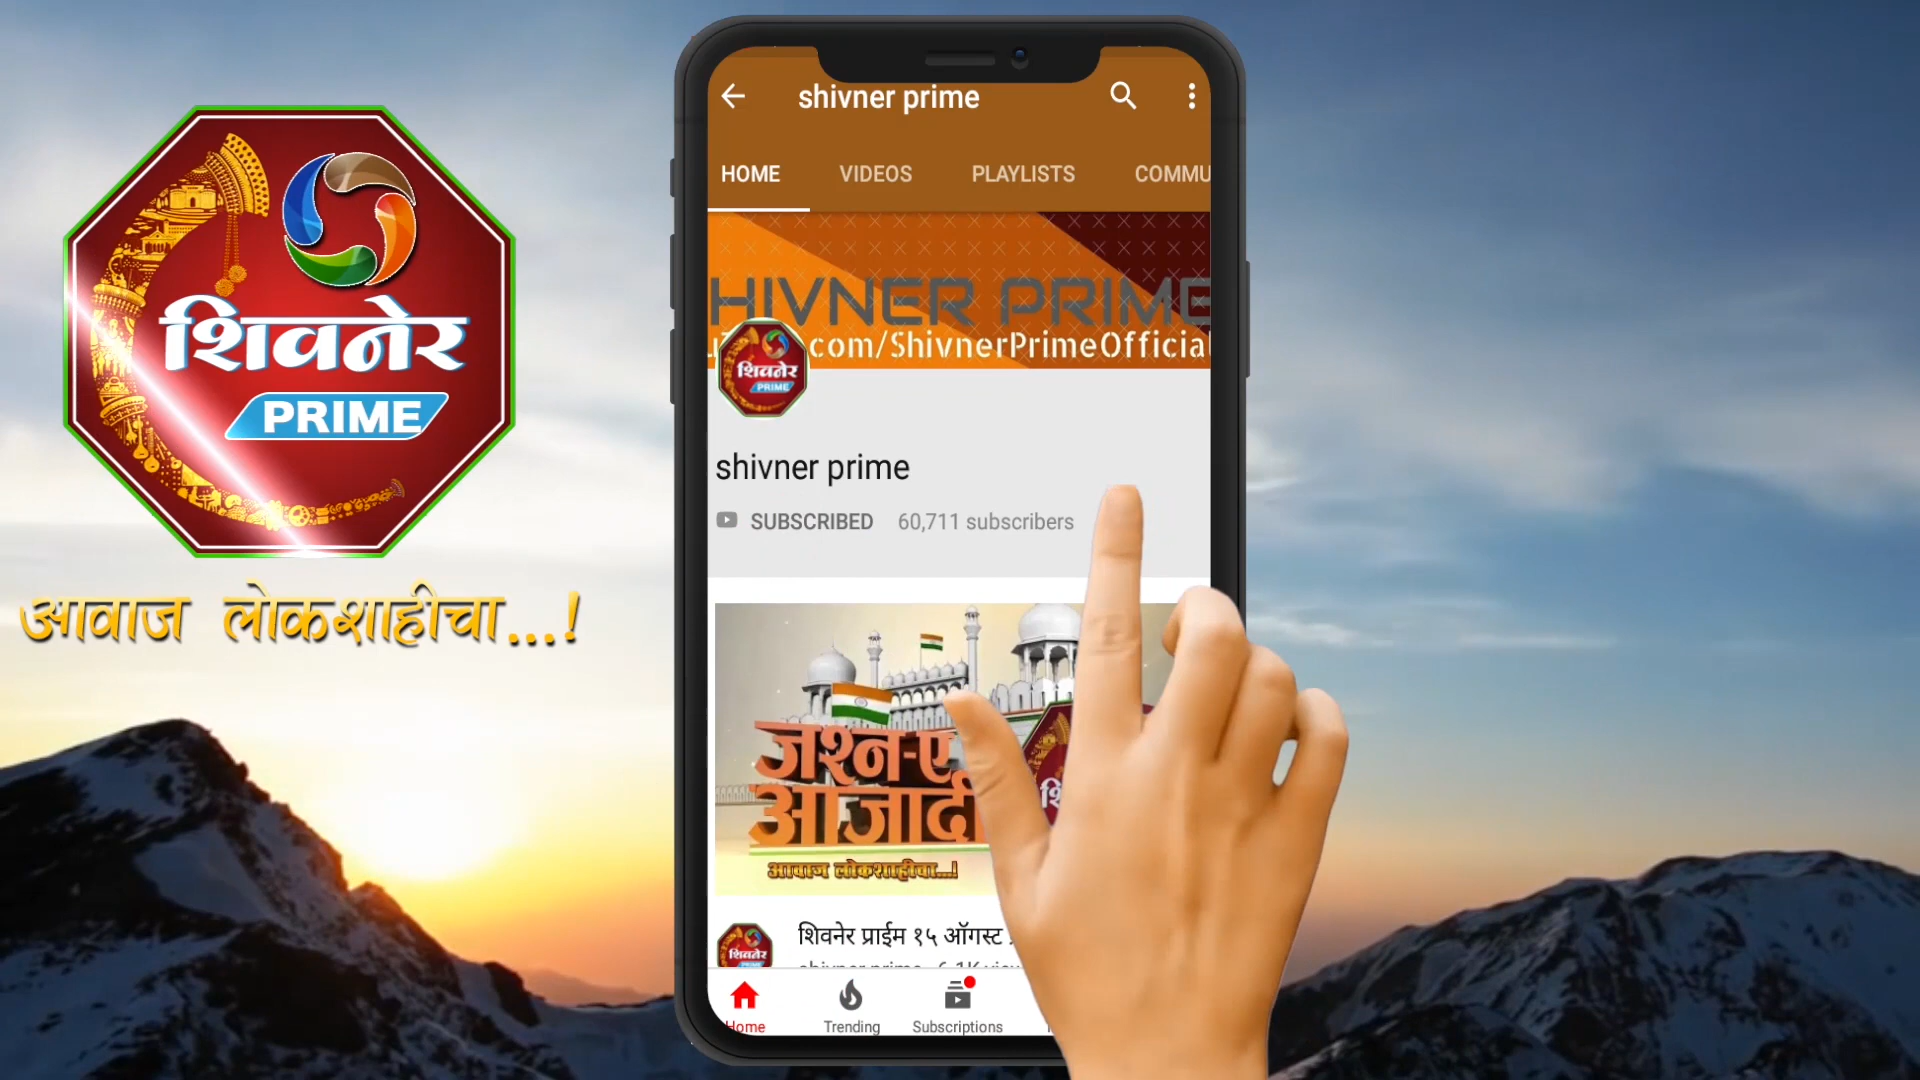 शिवनेर
PRIME
आवाज लोकशाहीचा...!
shivner prime
HOME VIDEOS PLAYLISTS COMMU
HIVNER PRIME
com/ShivnerPrimeOfficial
शिवनेर
PRIME
shivner prime
SUBSCRIBED 60,711 subscribers
जश्न-ए
आजादी
आवाज लोकशाहीचा...!
शिवनेर प्राईम १५ ऑगस्ट
शिवनेर
Home Trending Subscriptions